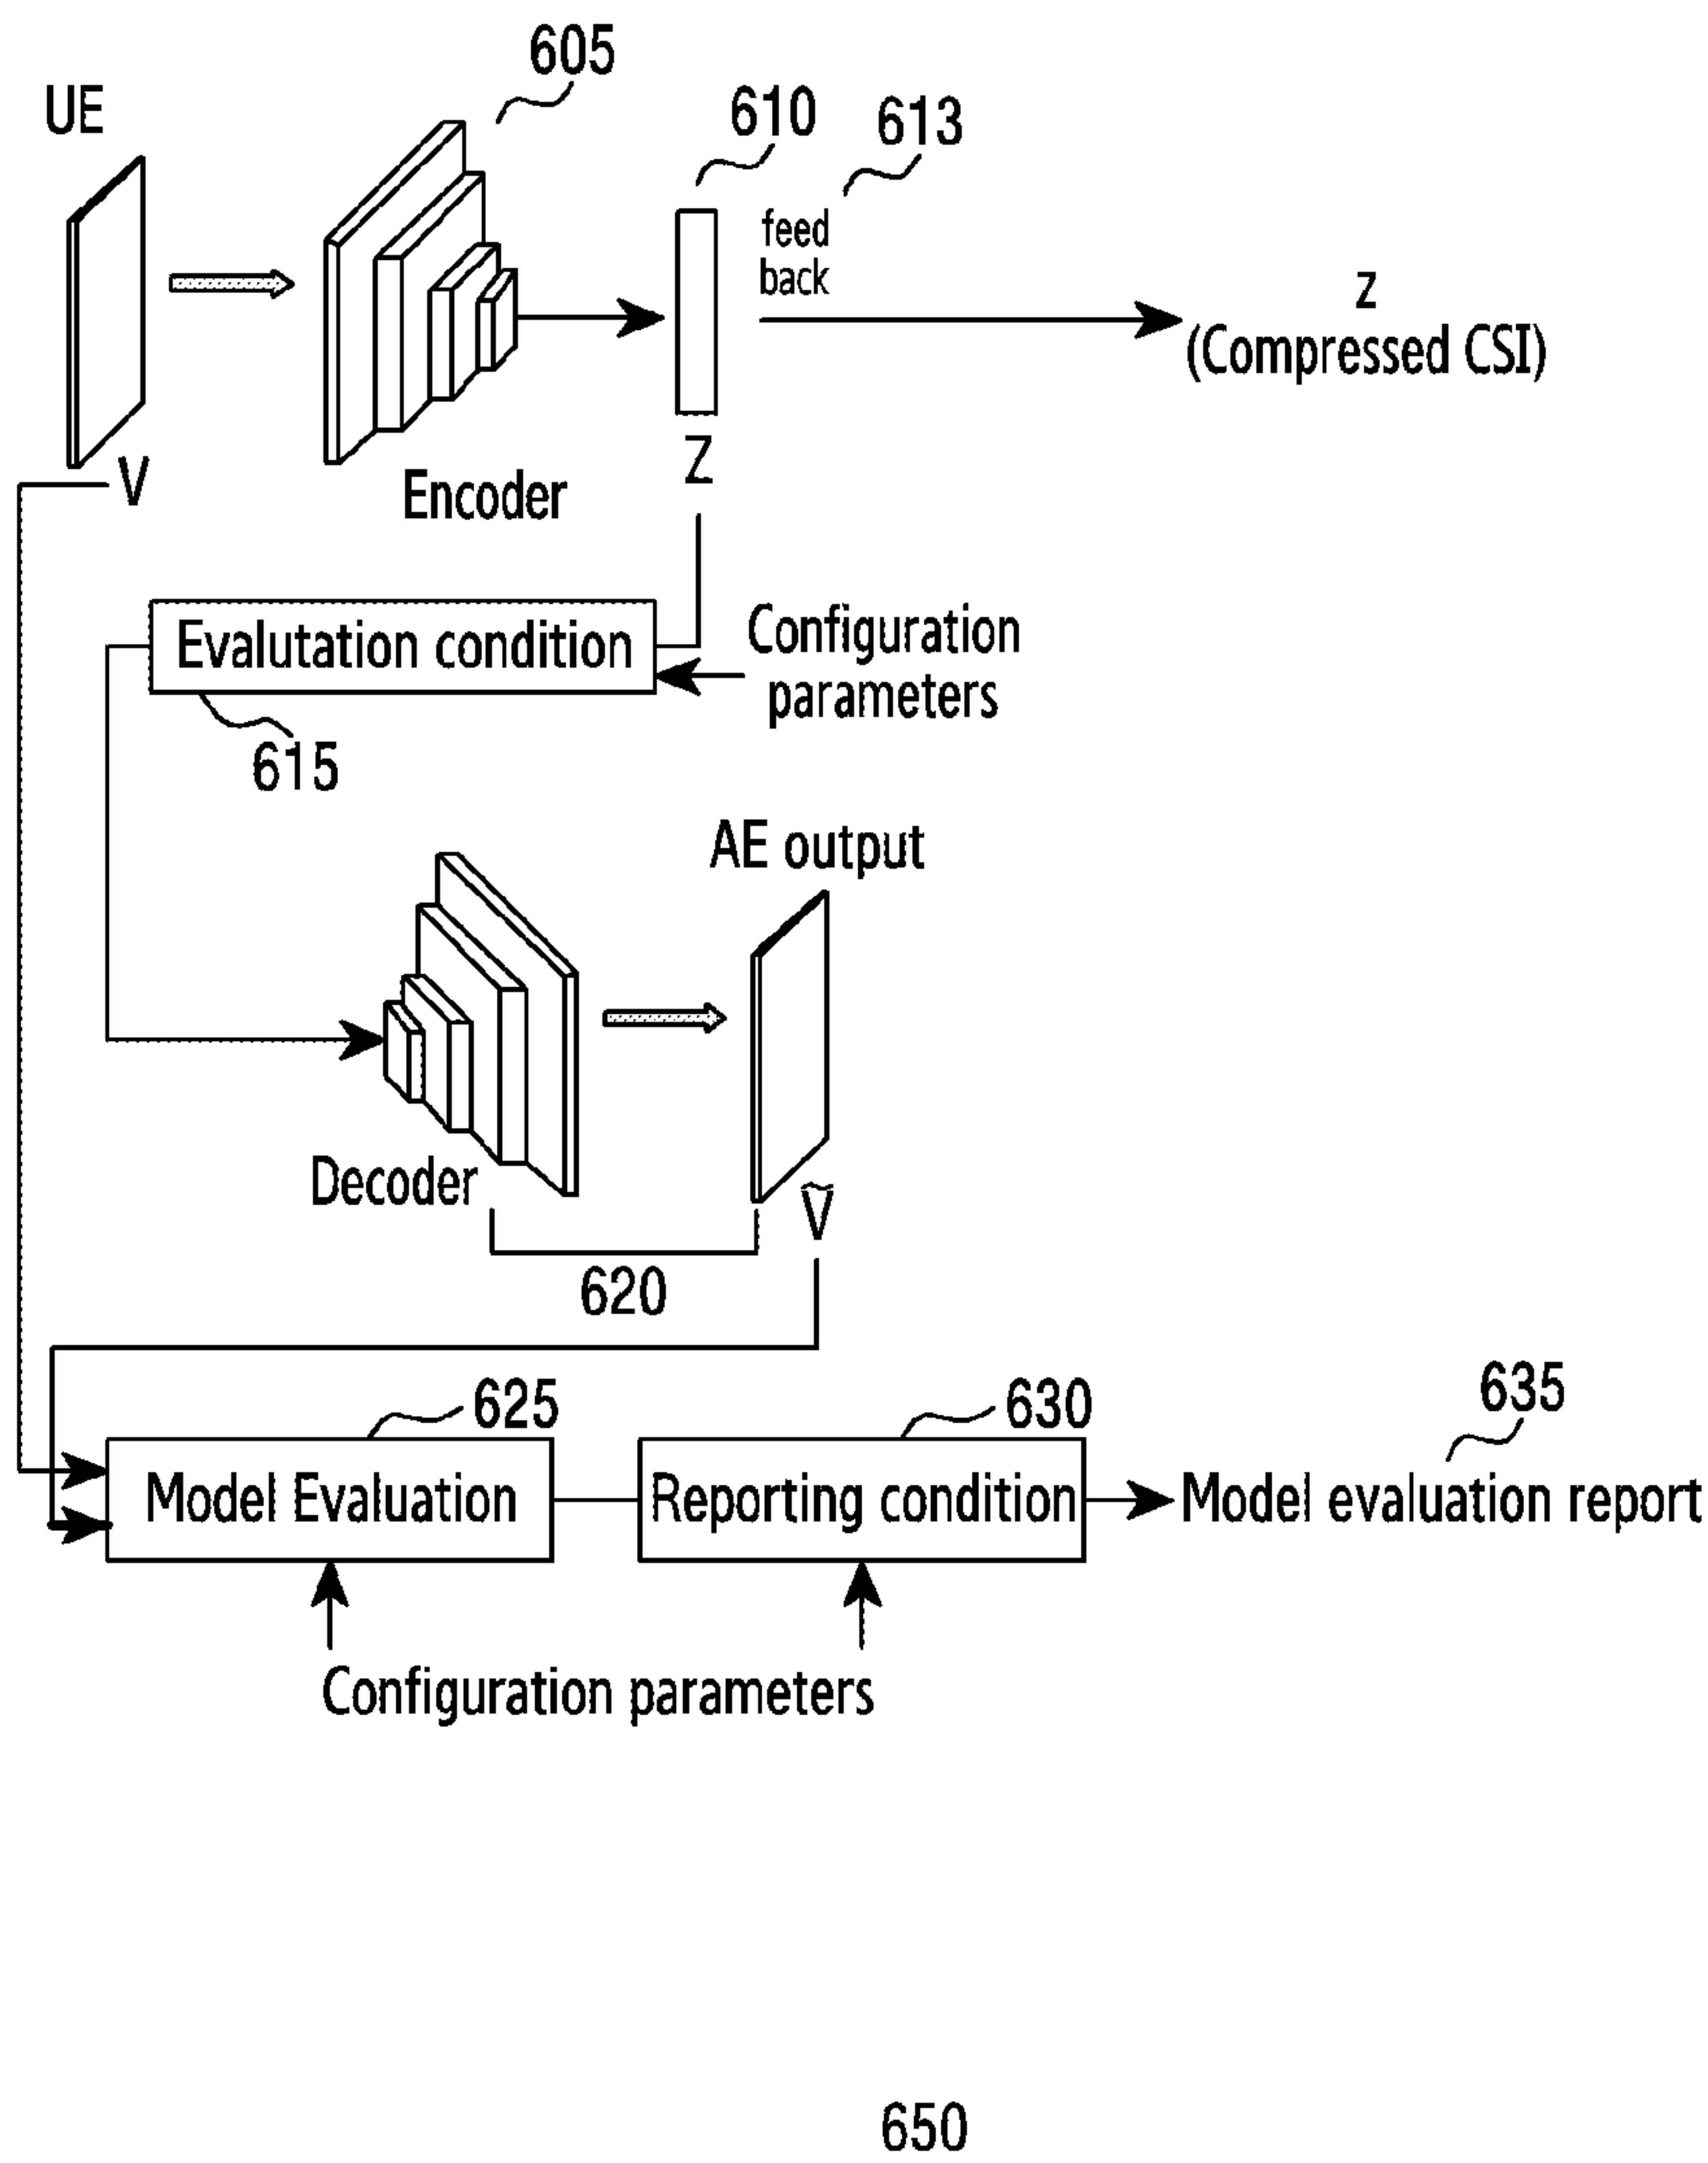 605
UE
610
613
feed
back
z
(Compressed CSI)
V
Encoder
Z
Evalutation condition
Configuration
parameters
615
AE output
Decoder
Ṽ
620
625
630
635
Model Evaluation
Reporting condition
Model evaluation report
Configuration parameters
650